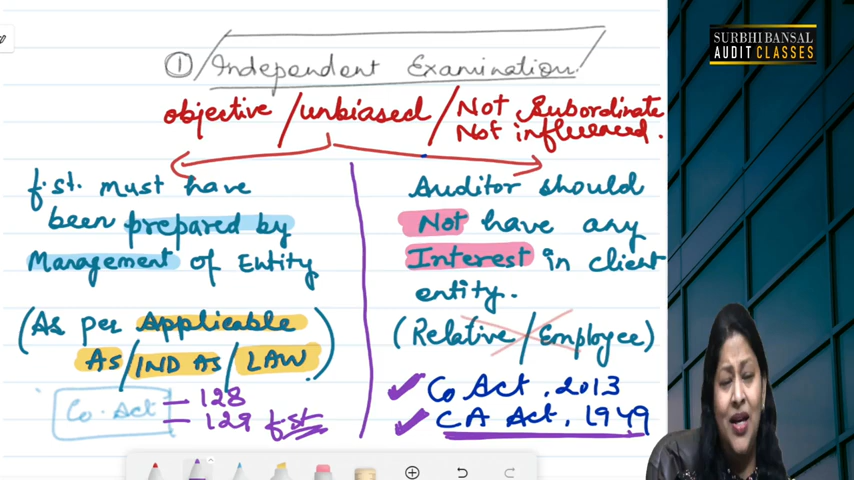 SURBHI BANSAL
AUDIT CLASSES
① Independent Examination.
objective / unbiased / Not Subordinate
Not influenced.
f.st. must have
been prepared by
Management of Entity
(As per Applicable
AS / IND AS / LAW)
Co. Act — 128
— 129 f.st.
Auditor should
Not have any
Interest in client
entity.
(Relative / Employee)
✓ Co Act, 2013
✓ CA Act, 1949